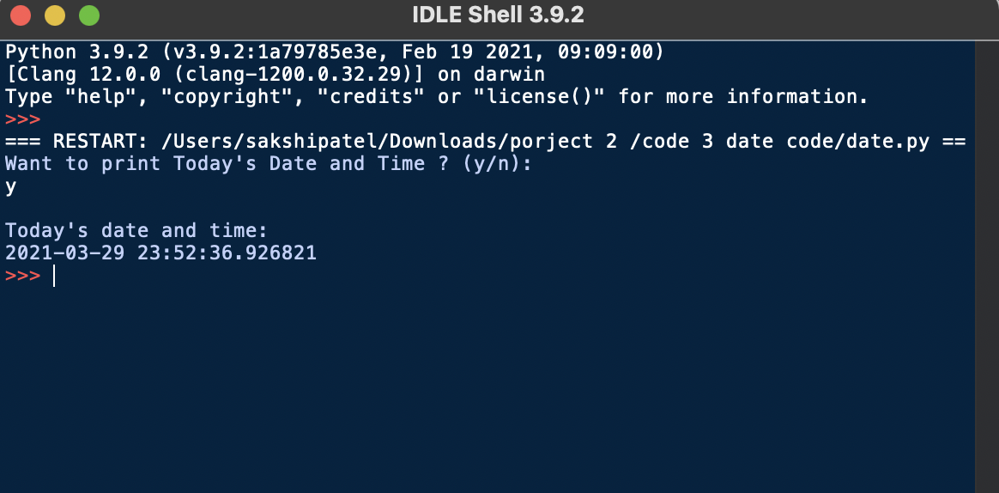 IDLE Shell 3.9.2
Python 3.9.2 (v3.9.2:1a79785e3e, Feb 19 2021, 09:09:00)
[Clang 12.0.0 (clang-1200.0.32.29)] on darwin
Type "help", "copyright", "credits" or "license()" for more information.
>>>
=== RESTART: /Users/sakshipatel/Downloads/porject 2 /code 3 date code/date.py ==
Want to print Today's Date and Time ? (y/n):
y
Today's date and time:
2021-03-29 23:52:36.926821
>>>